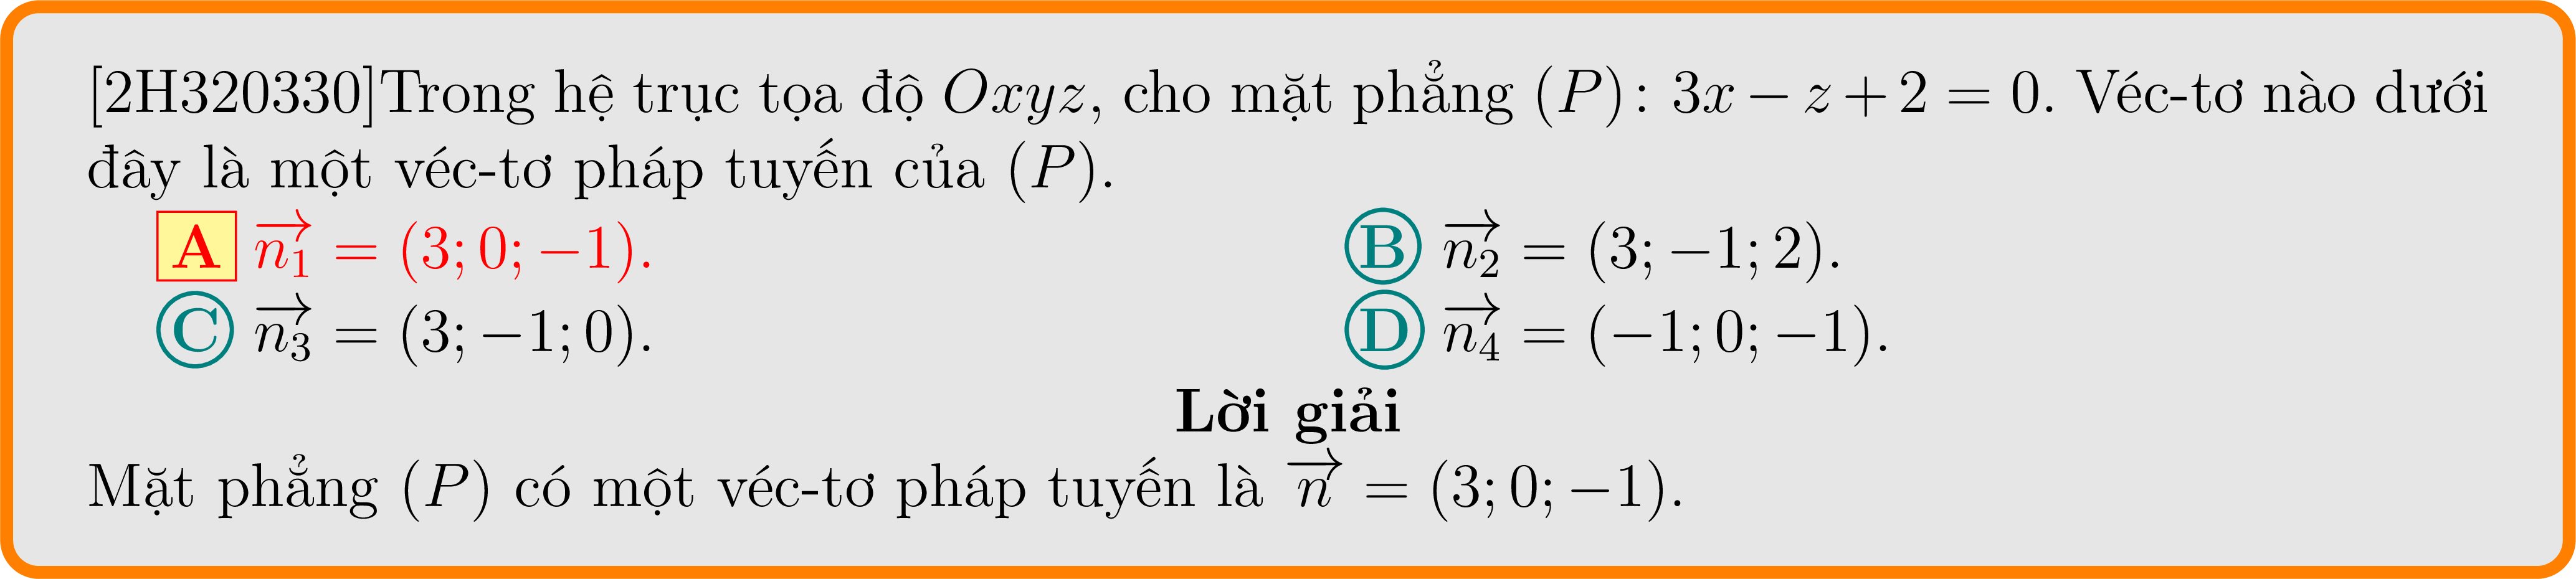 [2H320330]Trong hệ trục tọa độ Oxyz, cho mặt phẳng (P): 3x − z + 2 = 0. Véc-tơ nào dưới
đây là một véc-tơ pháp tuyến của (P).
A $\overrightarrow{n_1}$ = (3; 0; −1). B $\overrightarrow{n_2}$ = (3; −1; 2).
C $\overrightarrow{n_3}$ = (3; −1; 0). D $\overrightarrow{n_4}$ = (−1; 0; −1).
Lời giải
Mặt phẳng (P) có một véc-tơ pháp tuyến là $\overrightarrow{n}$ = (3; 0; −1).